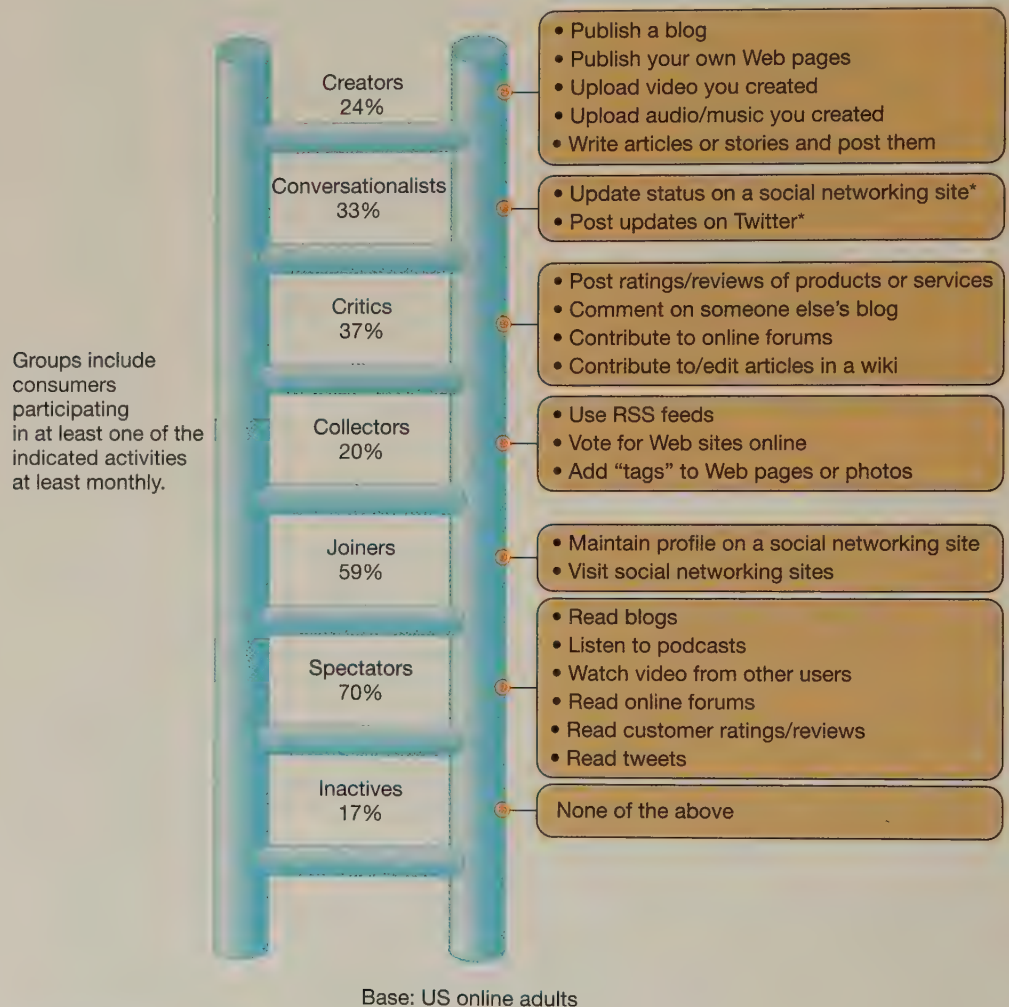 Creators
24%
• Publish a blog
• Publish your own Web pages
• Upload video you created
• Upload audio/music you created
• Write articles or stories and post them
Conversationalists
33%
• Update status on a social networking site*
• Post updates on Twitter*
Critics
37%
• Post ratings/reviews of products or services
• Comment on someone else's blog
• Contribute to online forums
• Contribute to/edit articles in a wiki
Groups include
consumers
participating
in at least one of the
indicated activities
at least monthly.
Collectors
20%
• Use RSS feeds
• Vote for Web sites online
• Add “tags” to Web pages or photos
Joiners
59%
• Maintain profile on a social networking site
• Visit social networking sites
Spectators
70%
• Read blogs
• Listen to podcasts
• Watch video from other users
• Read online forums
• Read customer ratings/reviews
• Read tweets
Inactives
17%
None of the above
Base: US online adults